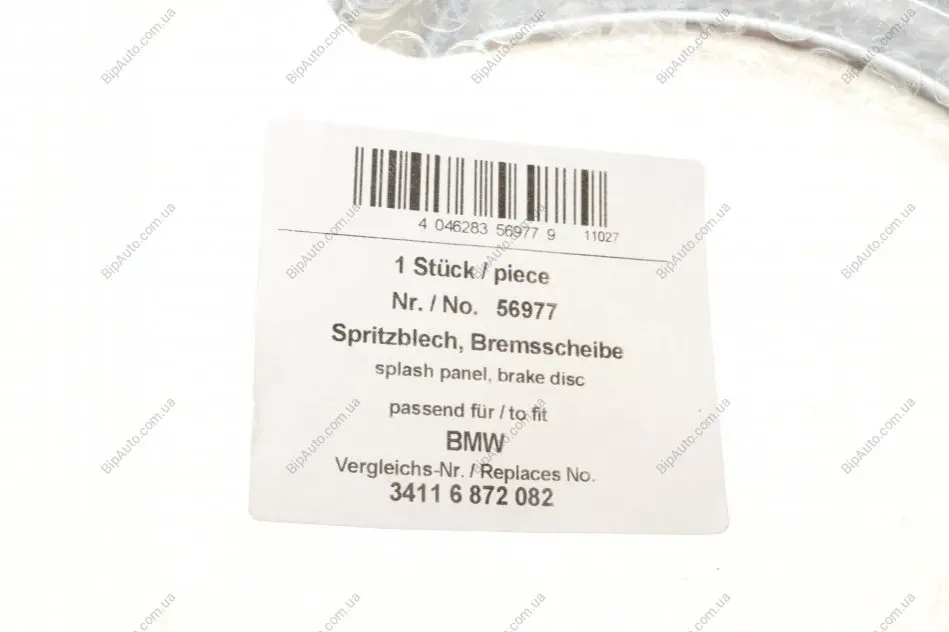 4 046283 56977 9 11027
1 Stück / piece
Nr. / No. 56977
Spritzblech, Bremsscheibe
splash panel, brake disc
passend für / to fit
BMW
Vergleichs-Nr. / Replaces No.
3411 6 872 082
BipAuto.com.ua